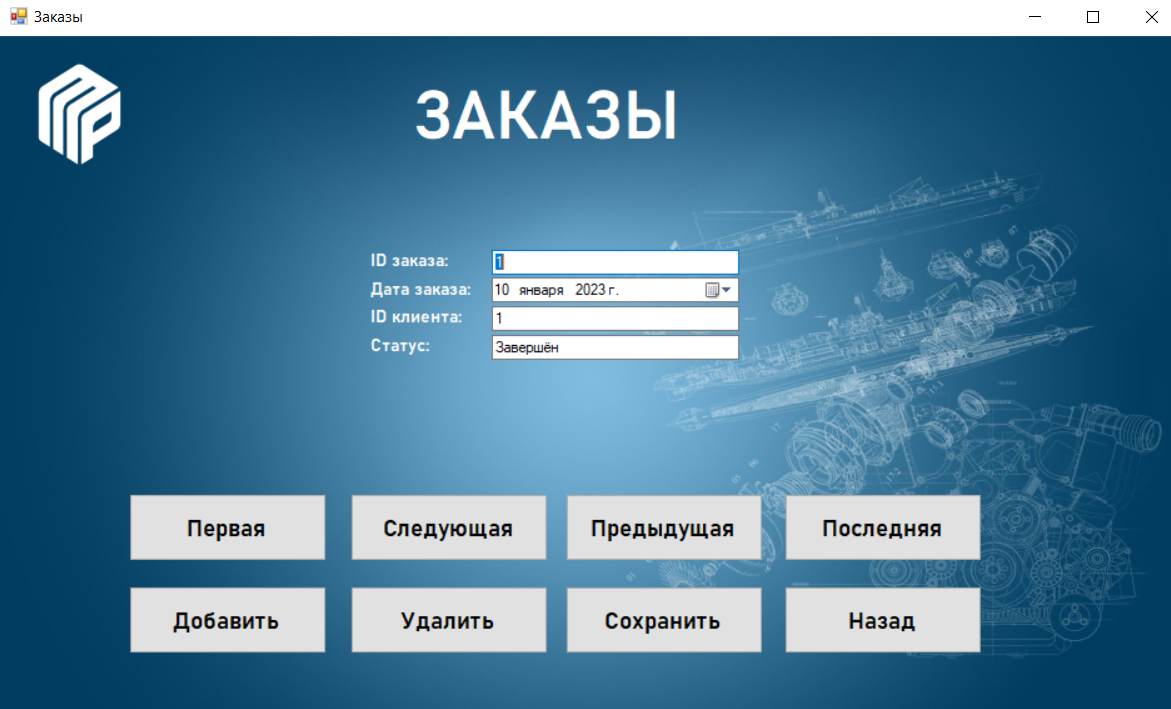 Заказы
ЗАКАЗЫ
ID заказа: 1
Дата заказа: 10 января 2023 г.
ID клиента: 1
Статус: Завершён
Первая Следующая Предыдущая Последняя
Добавить Удалить Сохранить Назад